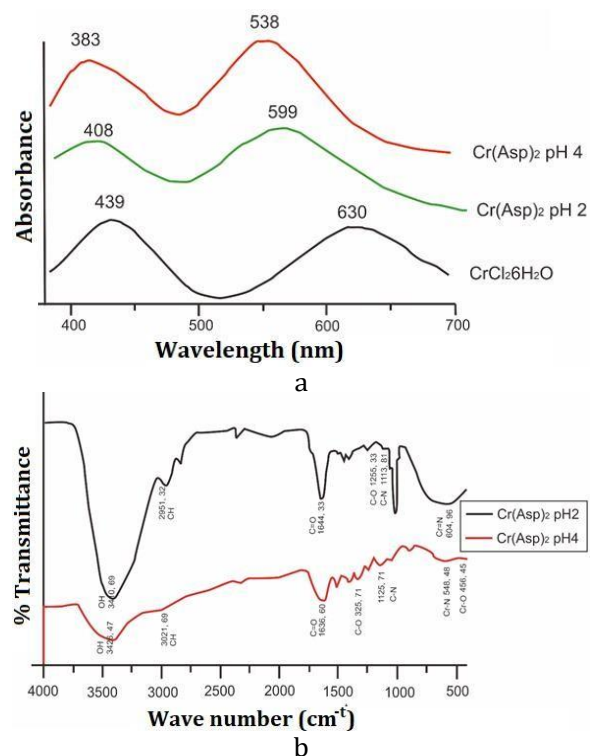 383
538
Cr(Asp)₂ pH 4
408
599
Cr(Asp)₂ pH 2
439
630
CrCl₂6H₂O
Absorbance
400
500
600
700
Wavelength (nm)
a
% Transmittance
OH
2951, 32
CH
C=O
1644, 33
C-O 1255, 33
C-N 1113, 81
Cr=N
604, 96
Cr(Asp)₂ pH2
Cr(Asp)₂ pH4
OH
3426, 47
3021, 69
CH
C=O
1636, 60
C-O 325, 71
1125, 71
C-N
Cr-N 548, 48
Cr-O 456, 45
4000
3500
3000
2500
2000
1500
1000
500
Wave number (cm⁻ᵗ)
b